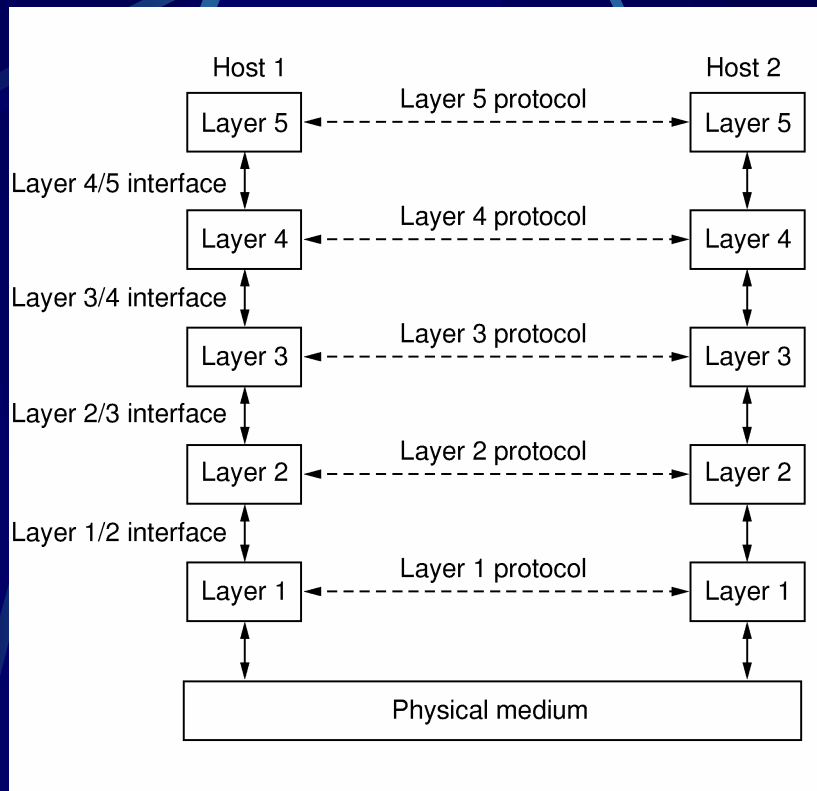 Host 1
Host 2
Layer 5 protocol
Layer 5
Layer 5
Layer 4/5 interface
Layer 4 protocol
Layer 4
Layer 4
Layer 3/4 interface
Layer 3 protocol
Layer 3
Layer 3
Layer 2/3 interface
Layer 2 protocol
Layer 2
Layer 2
Layer 1/2 interface
Layer 1 protocol
Layer 1
Layer 1
Physical medium